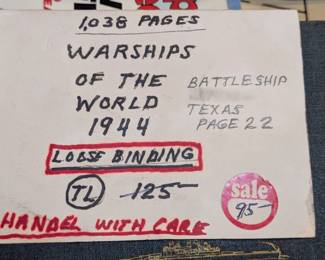 1,038 PAGES
WARSHIPS
OF THE
WORLD
1944
BATTLESHIP
TEXAS
PAGE 22
LOOSE BINDING
TL 125-
sale
95-
HANDEL WITH CARE